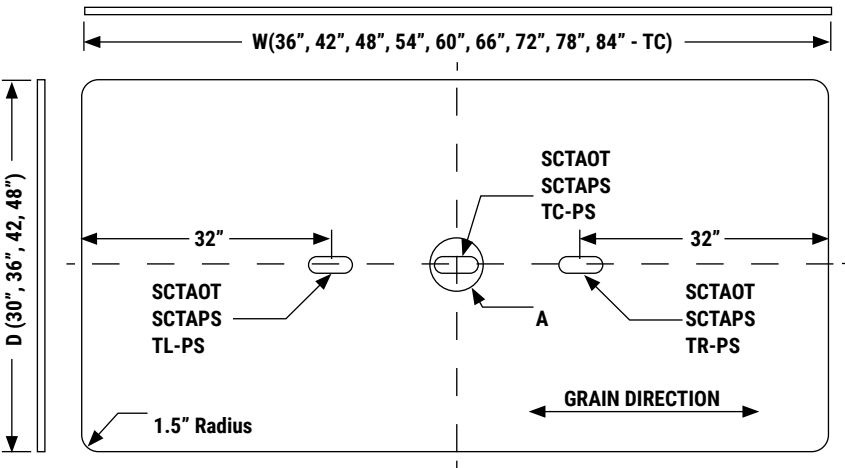 W(36”, 42”, 48”, 54”, 60”, 66”, 72”, 78”, 84” - TC)
D (30”, 36”, 42, 48”)
SCTAOT
SCTAPS
TC-PS
32”
32”
SCTAOT
SCTAPS
TL-PS
A
SCTAOT
SCTAPS
TR-PS
GRAIN DIRECTION
1.5” Radius